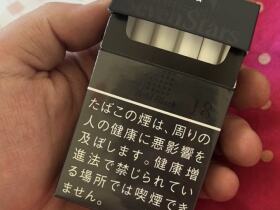 Seven Stars
たばこの煙は、周りの
人の健康に悪影響を
及ぼします。健康増
進法で禁じられてい
る場所では喫煙でき
ません。